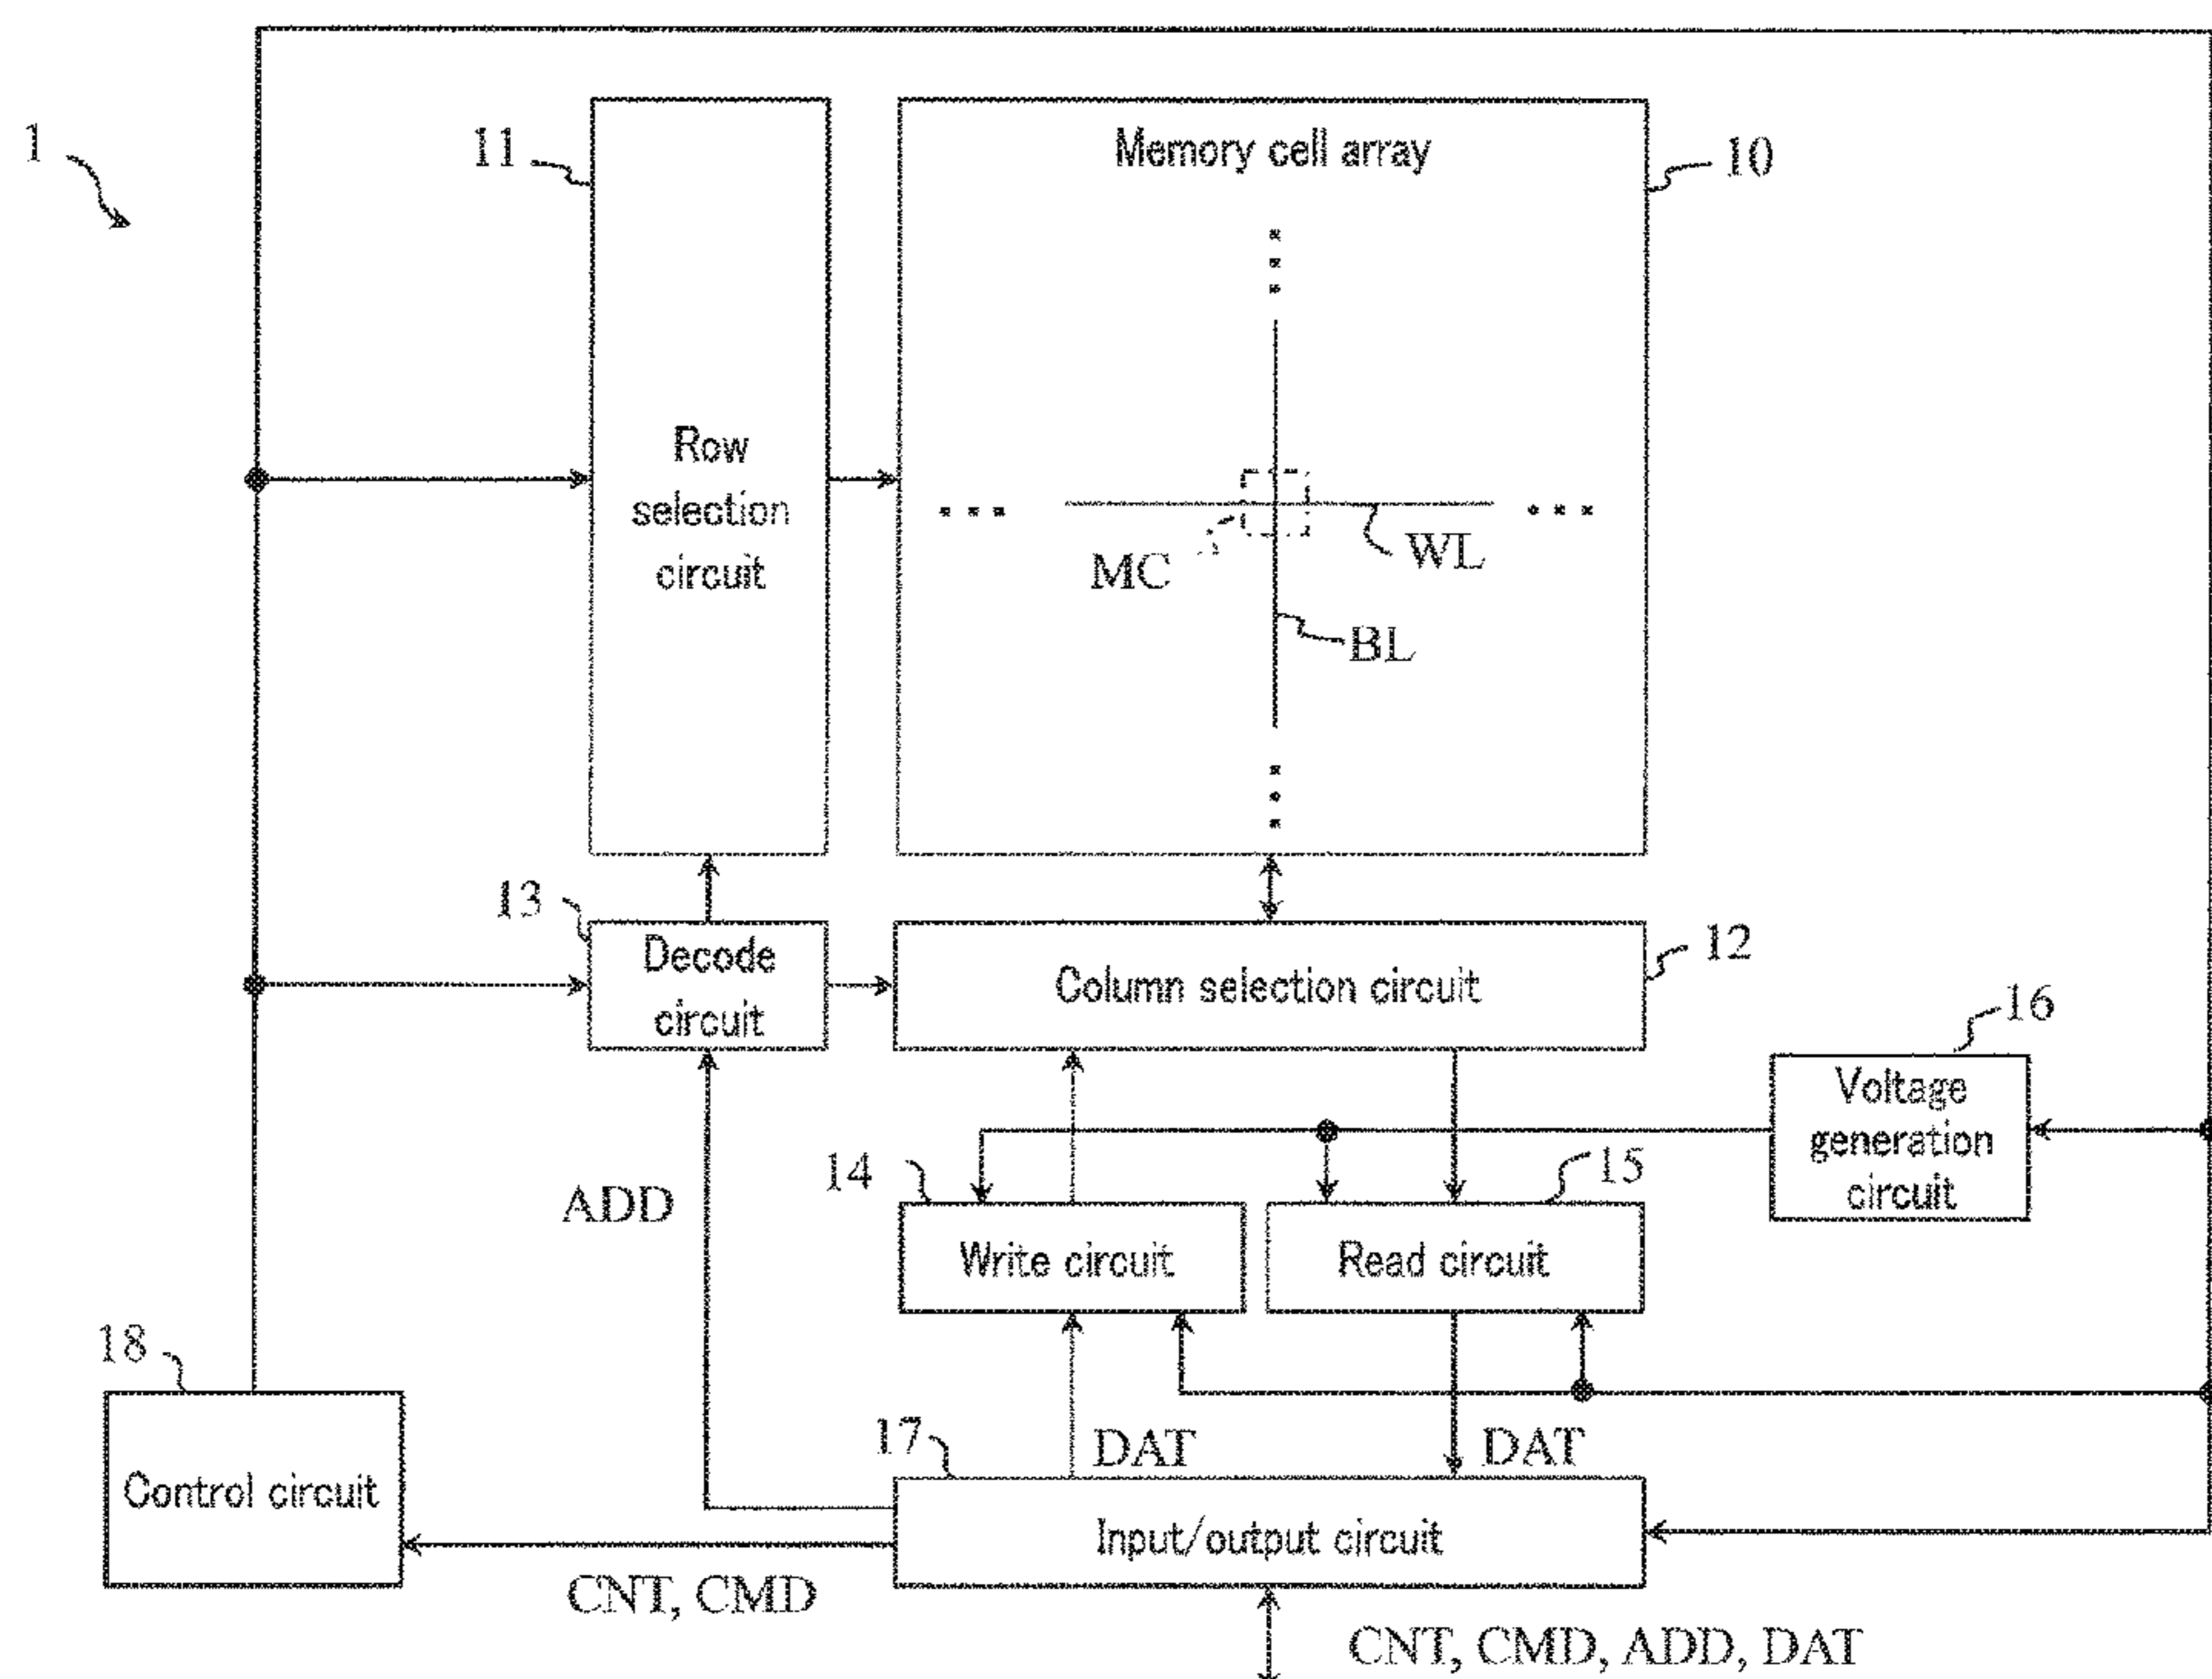 1
11
Memory cell array
10
Row
selection
circuit
MC
WL
BL
13
Decode
circuit
Column selection circuit
12
16
Voltage
generation
circuit
ADD
14
15
Write circuit
Read circuit
18
Control circuit
17
DAT
DAT
Input/output circuit
CNT, CMD
CNT, CMD, ADD, DAT